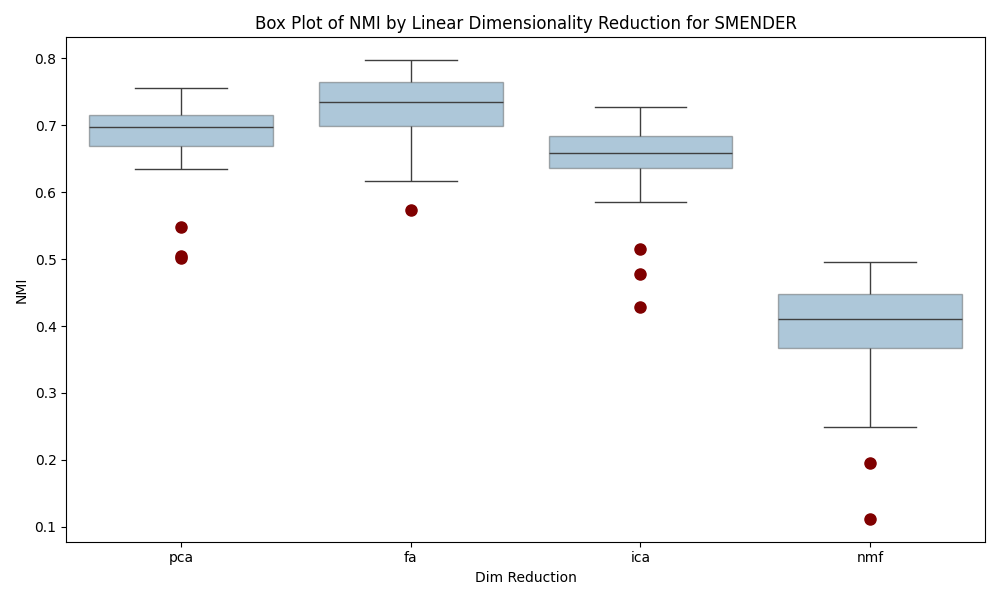 Box Plot of NMI by Linear Dimensionality Reduction for SMENDER
0.8
0.7
0.6
0.5
0.4
0.3
0.2
0.1
NMI
pca fa ica nmf
Dim Reduction